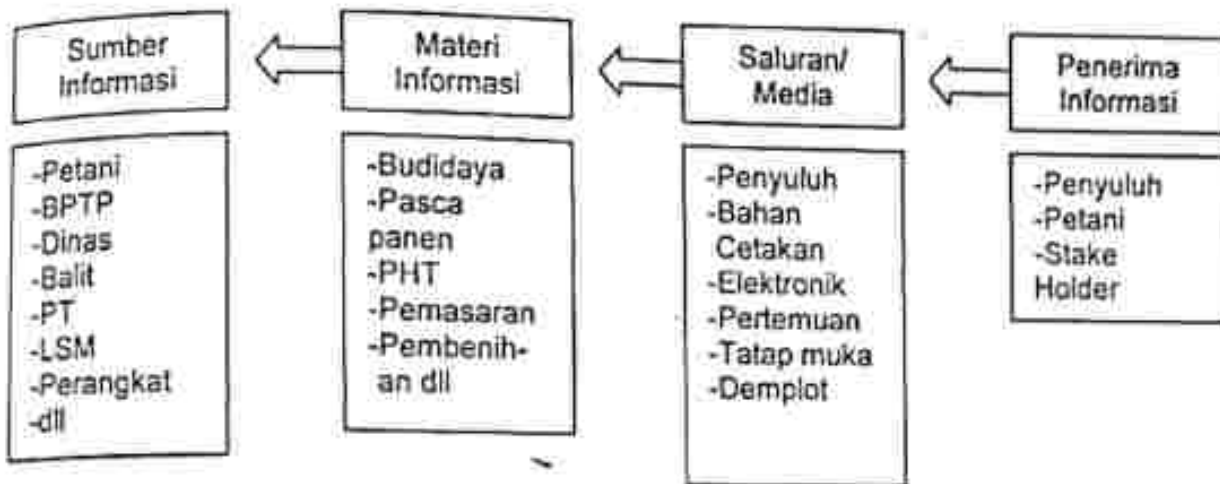 Sumber
Informasi
Materi
Informasi
Saluran/
Media
Penerima
Informasi
-Petani
-BPTP
-Dinas
-Balit
-PT
-LSM
-Perangkat
-dll
-Budidaya
-Pasca
panen
-PHT
-Pemasaran
-Pembenih-
an dll
-Penyuluh
-Bahan
Cetakan
-Elektronik
-Pertemuan
-Tatap muka
-Demplot
-Penyuluh
-Petani
-Stake
Holder